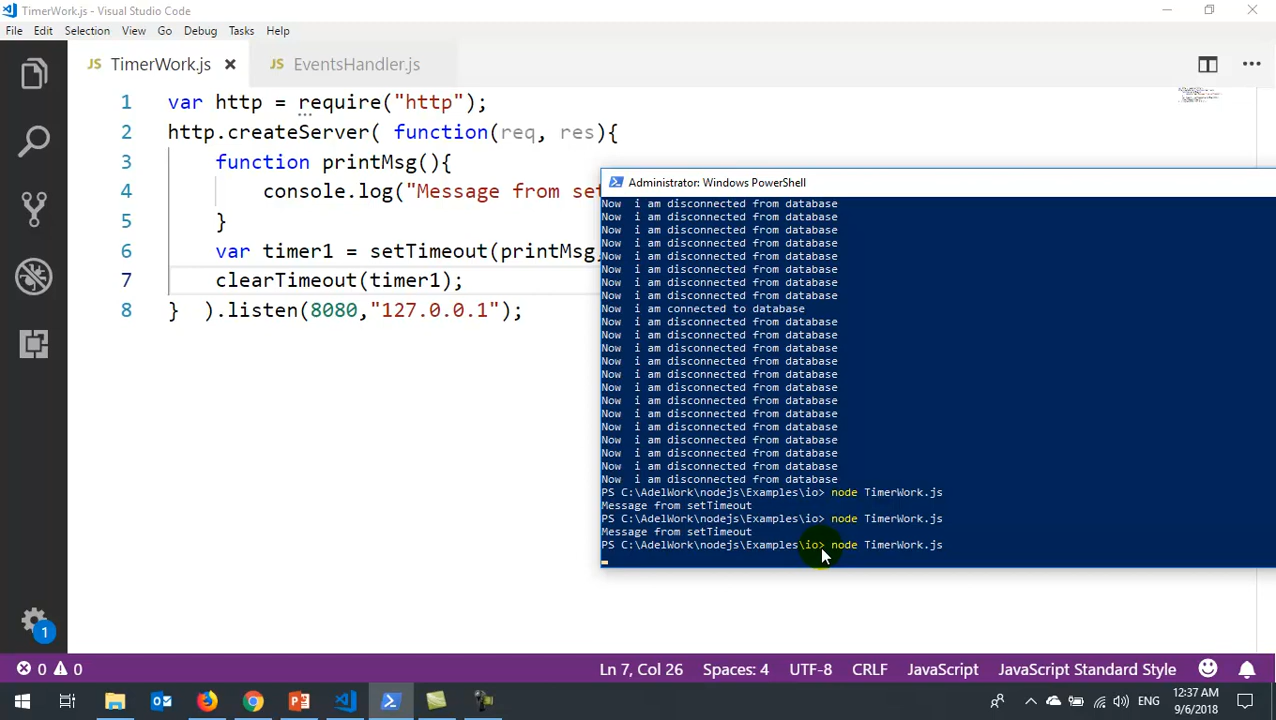 TimerWork.js - Visual Studio Code
File Edit Selection View Go Debug Tasks Help
JS TimerWork.js JS EventsHandler.js
1 var http = require("http");
2 http.createServer( function(req, res){
3 function printMsg(){
4 console.log("Message from set
5 }
6 var timer1 = setTimeout(printMsg,
7 clearTimeout(timer1);
8 } ).listen(8080,"127.0.0.1");
Administrator: Windows PowerShell
Now i am disconnected from database
Now i am disconnected from database
Now i am disconnected from database
Now i am disconnected from database
Now i am disconnected from database
Now i am disconnected from database
Now i am disconnected from database
Now i am disconnected from database
Now i am connected to database
Now i am disconnected from database
Now i am disconnected from database
Now i am disconnected from database
Now i am disconnected from database
Now i am disconnected from database
Now i am disconnected from database
Now i am disconnected from database
Now i am disconnected from database
Now i am disconnected from database
Now i am disconnected from database
Now i am disconnected from database
Now i am disconnected from database
Now i am disconnected from database
PS C:\AdelWork\nodejs\Examples\io> node TimerWork.js
Message from setTimeout
PS C:\AdelWork\nodejs\Examples\io> node TimerWork.js
Message from setTimeout
PS C:\AdelWork\nodejs\Examples\io> node TimerWork.js
1
0 0 Ln 7, Col 26 Spaces: 4 UTF-8 CRLF JavaScript JavaScript Standard Style
ENG 12:37 AM
9/6/2018